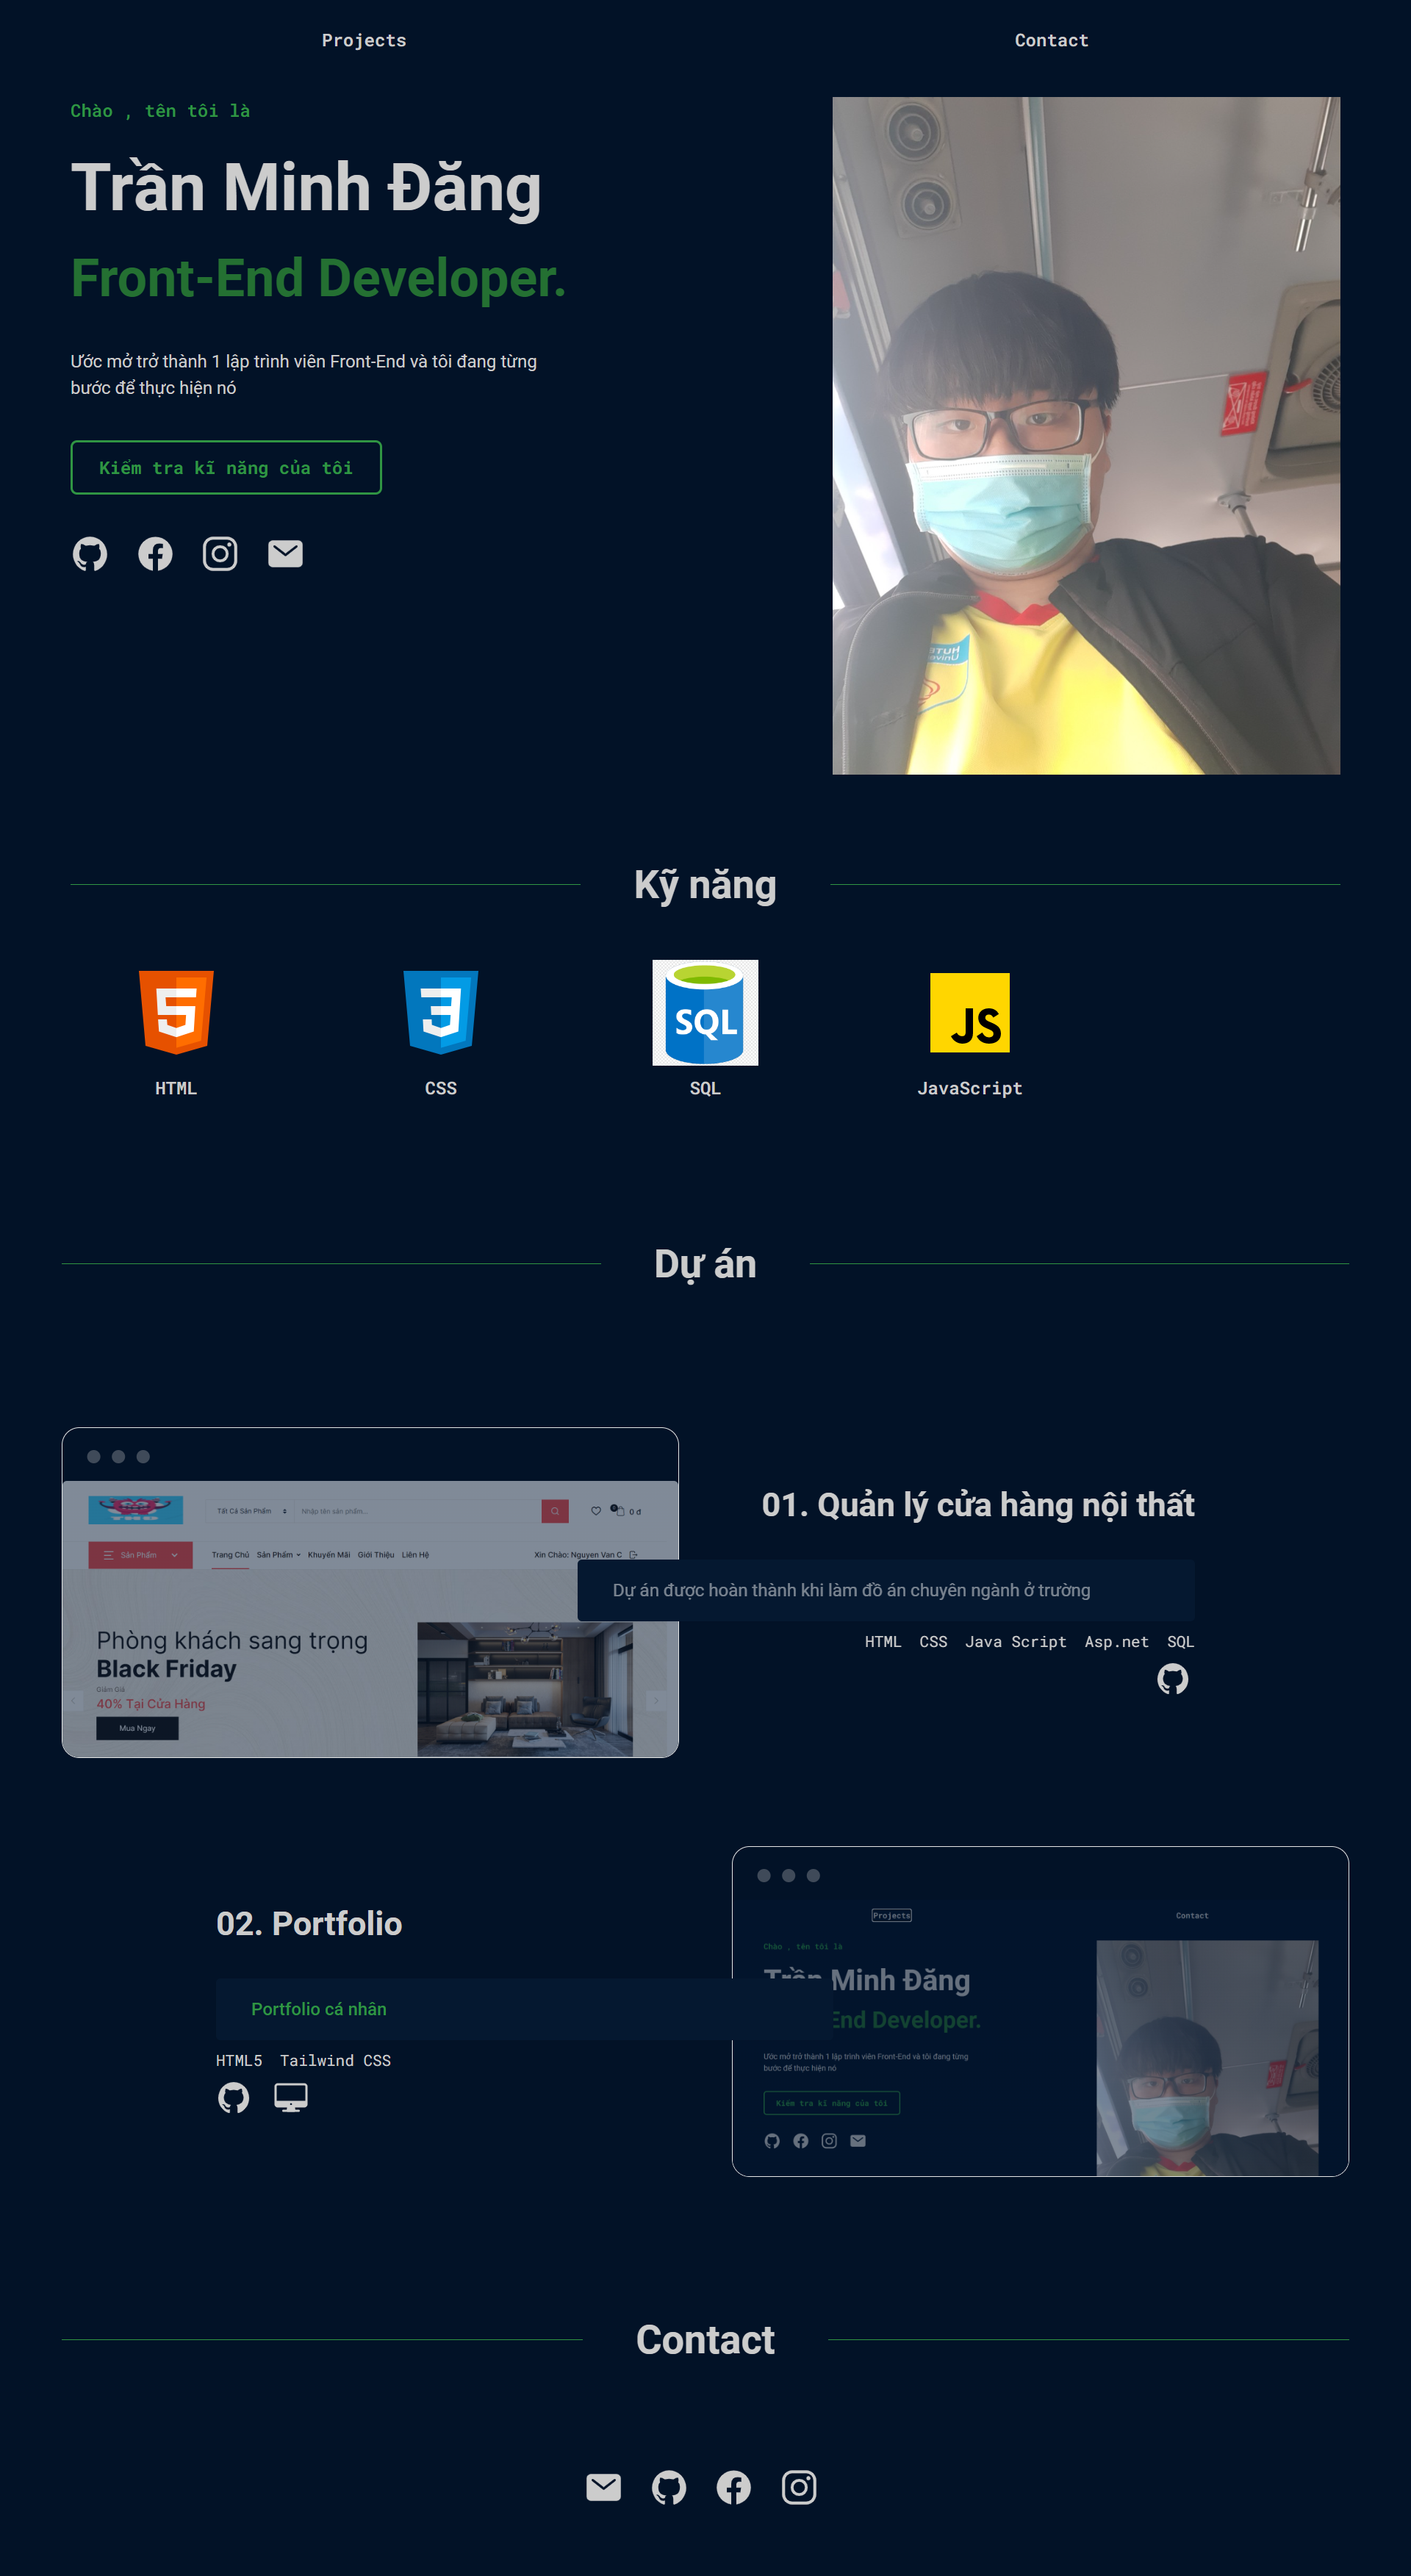 Projects
Contact
Chào , tên tôi là
Trần Minh Đăng
Front-End Developer.
Ước mở trở thành 1 lập trình viên Front-End và tôi đang từng
bước để thực hiện nó
Kiểm tra kĩ năng của tôi
Kỹ năng
SQL
JS
HTML
CSS
SQL
JavaScript
Dự án
Tất Cả Sản Phẩm
Nhập tên sản phẩm...
0
0 đ
Sản Phẩm
Trang Chủ Sản Phẩm Khuyến Mãi Giới Thiệu Liên Hệ
Xin Chào: Nguyen Van C
Phòng khách sang trọng
Black Friday
Giảm Giá
40% Tại Cửa Hàng
Mua Ngay
01. Quản lý cửa hàng nội thất
Dự án được hoàn thành khi làm đồ án chuyên ngành ở trường
HTML CSS Java Script Asp.net SQL
02. Portfolio
Portfolio cá nhân
HTML5 Tailwind CSS
Projects
Contact
Chào , tên tôi là
Trần Minh Đăng
End Developer.
Ước mở trở thành 1 lập trình viên Front-End và tôi đang từng
bước để thực hiện nó
Kiểm tra kĩ năng của tôi
Contact